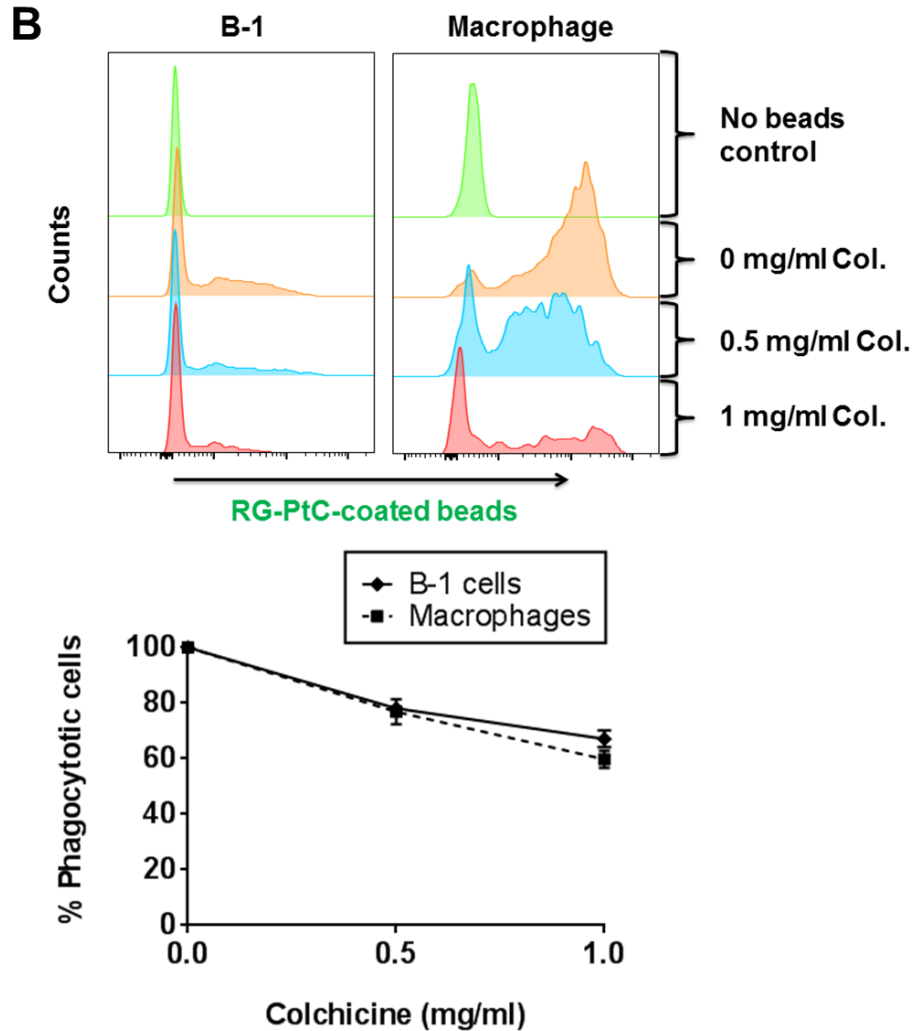 B
B-1
Macrophage
Counts
No beads
control
0 mg/ml Col.
0.5 mg/ml Col.
1 mg/ml Col.
RG-PtC-coated beads
B-1 cells
Macrophages
% Phagocytotic cells
100
80
60
40
20
0
0.0 0.5 1.0
Colchicine (mg/ml)